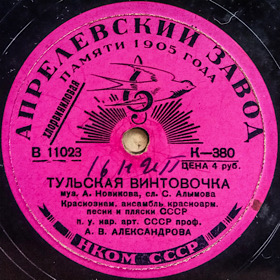 АПРЕЛЕВСКИЙ ЗАВОД
ПАМЯТИ 1905 ГОДА
В 11023
К—380
ЦЕНА 4 руб.
ТУЛЬСКАЯ ВИНТОВОЧКА
муз. А. Новикова, сл. С. Алымова
Краснознам. ансамбль красноарм.
песни и пляски СССР
п. у. нар. арт. СССР проф.
А. В. АЛЕКСАНДРОВА
НКОМ СССР